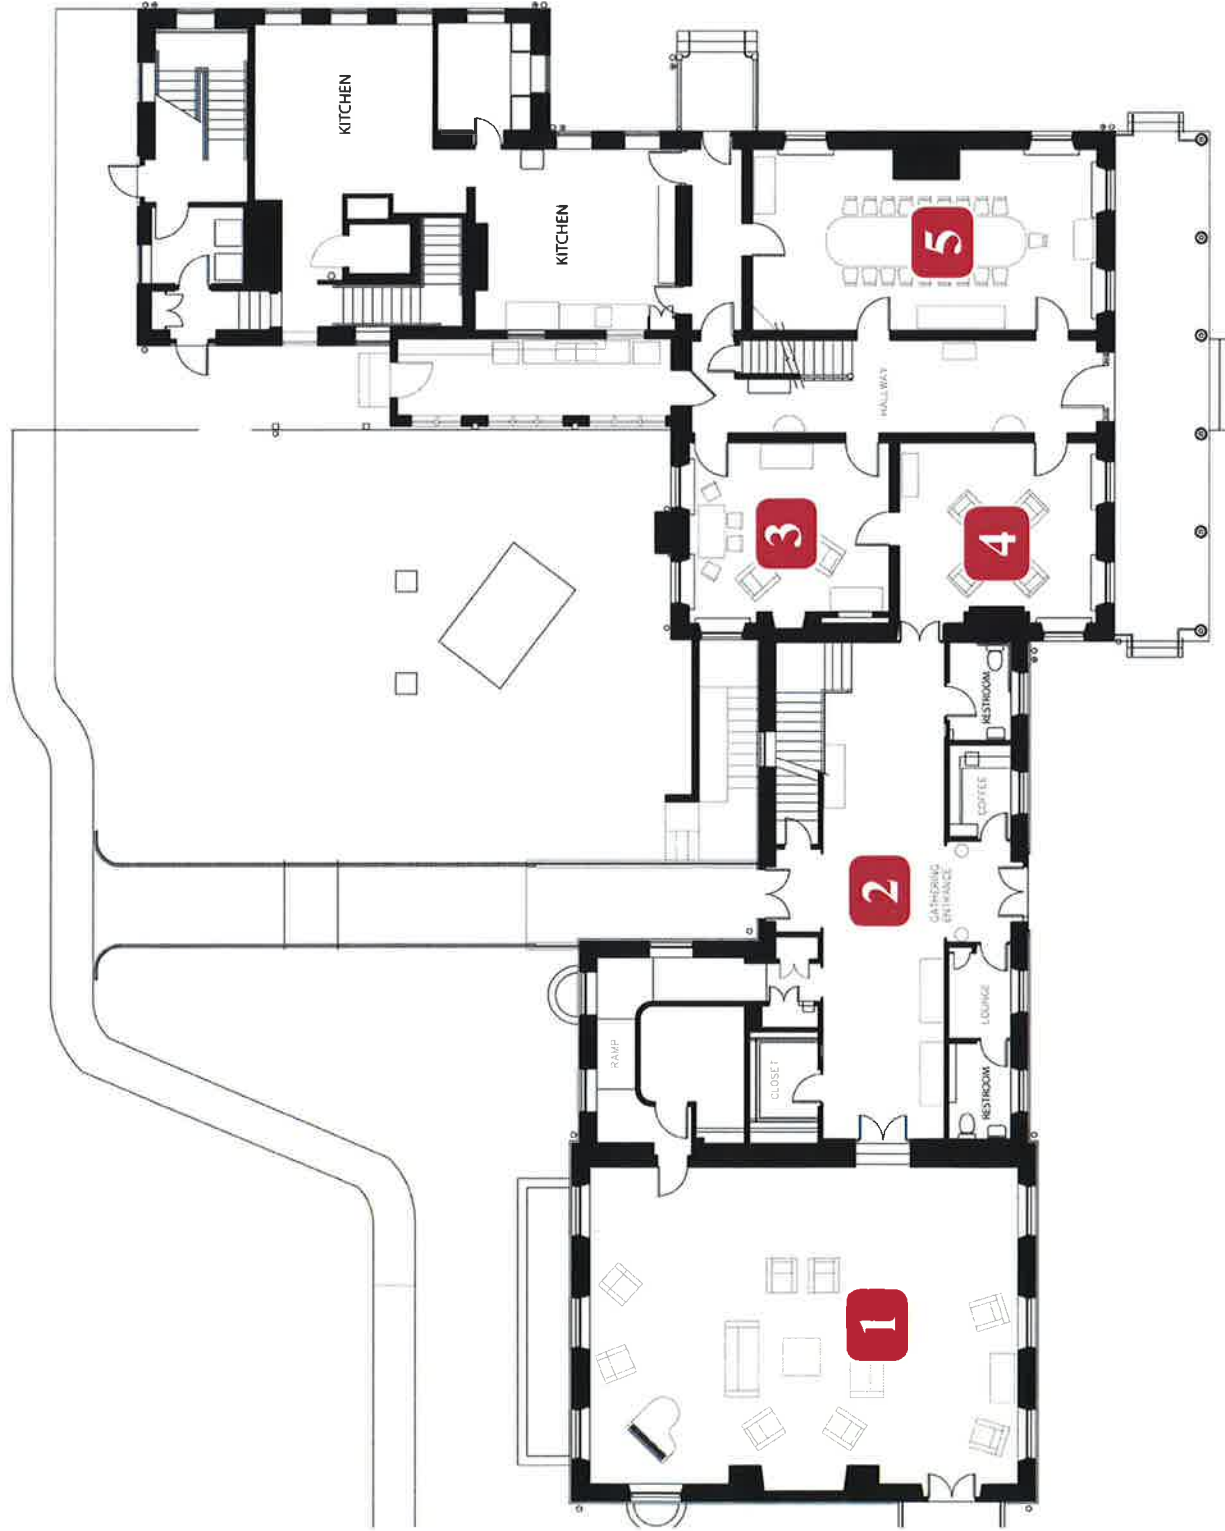 KITCHEN
KITCHEN
5
HALLWAY
3
4
RESTROOM
COFFEE
2
GATHERING
ENTRANCE
LOUNGE
RAMP
CLOSET
RESTROOM
1